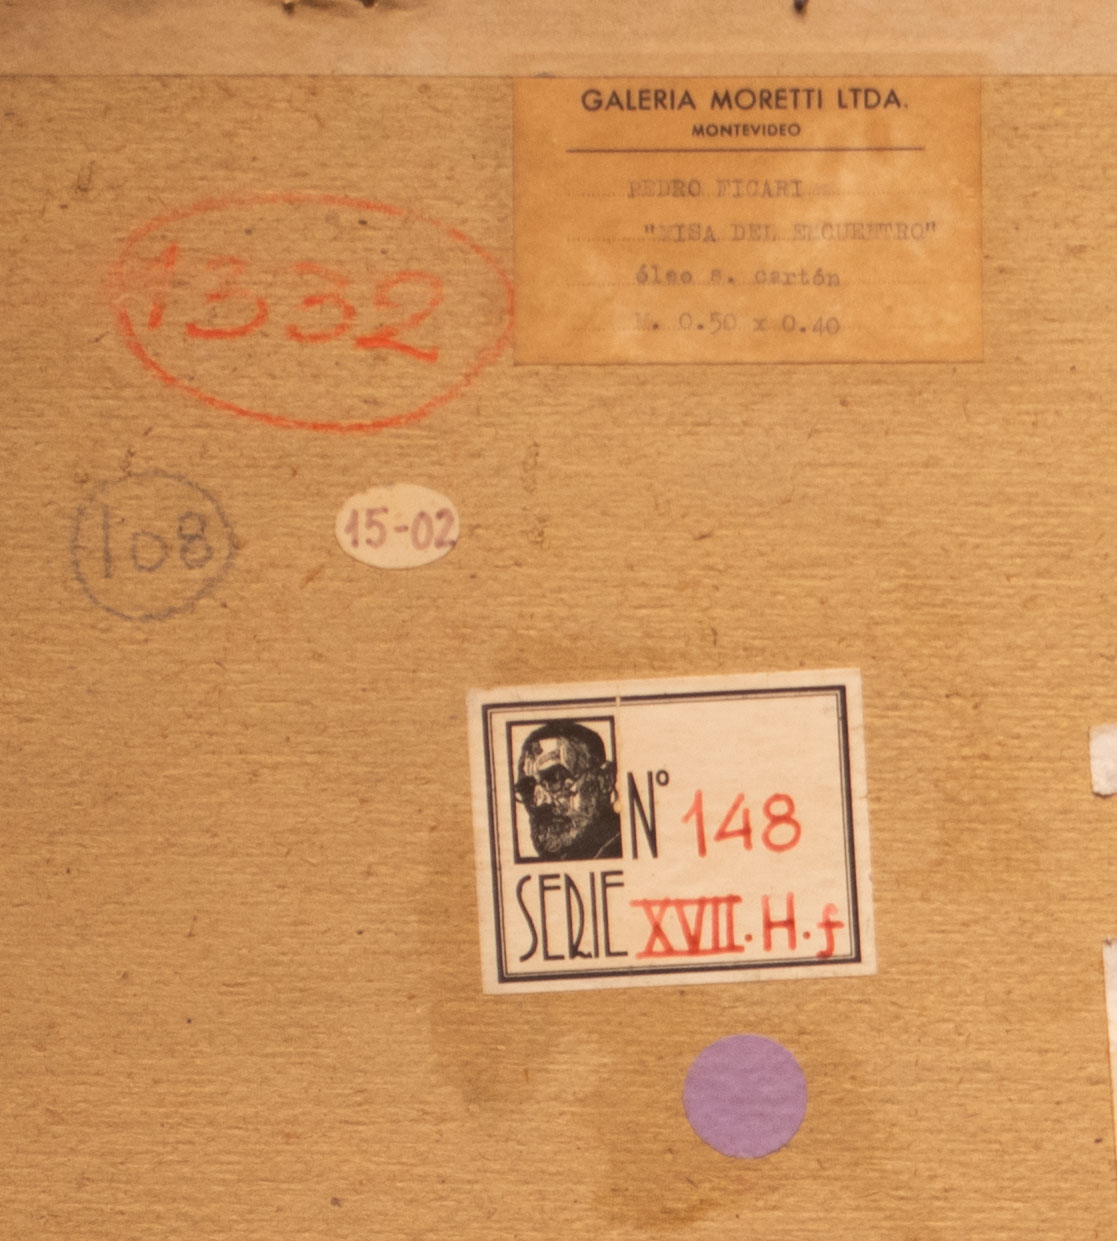 GALERIA MORETTI LTDA.
MONTEVIDEO
PEDRO FIGARI
"MISA DEL ENCUENTRO"
óleo s. cartón
M. 0.50 x 0.40
1332
108
15-02
Nº 148
SERIE XVII.H.f